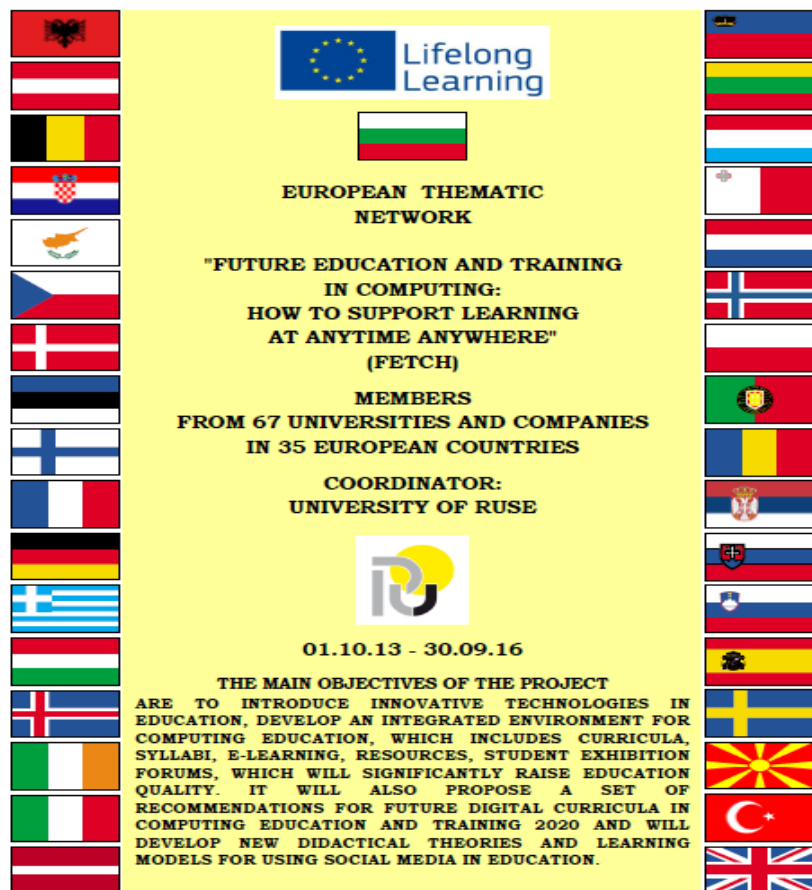 Lifelong
Learning
EUROPEAN THEMATIC
NETWORK
"FUTURE EDUCATION AND TRAINING
IN COMPUTING:
HOW TO SUPPORT LEARNING
AT ANYTIME ANYWHERE"
(FETCH)
MEMBERS
FROM 67 UNIVERSITIES AND COMPANIES
IN 35 EUROPEAN COUNTRIES
COORDINATOR:
UNIVERSITY OF RUSE
01.10.13 - 30.09.16
THE MAIN OBJECTIVES OF THE PROJECT
ARE TO INTRODUCE INNOVATIVE TECHNOLOGIES IN
EDUCATION, DEVELOP AN INTEGRATED ENVIRONMENT FOR
COMPUTING EDUCATION, WHICH INCLUDES CURRICULA,
SYLLABI, E-LEARNING, RESOURCES, STUDENT EXHIBITION
FORUMS, WHICH WILL SIGNIFICANTLY RAISE EDUCATION
QUALITY. IT WILL ALSO PROPOSE A SET OF
RECOMMENDATIONS FOR FUTURE DIGITAL CURRICULA IN
COMPUTING EDUCATION AND TRAINING 2020 AND WILL
DEVELOP NEW DIDACTICAL THEORIES AND LEARNING
MODELS FOR USING SOCIAL MEDIA IN EDUCATION.